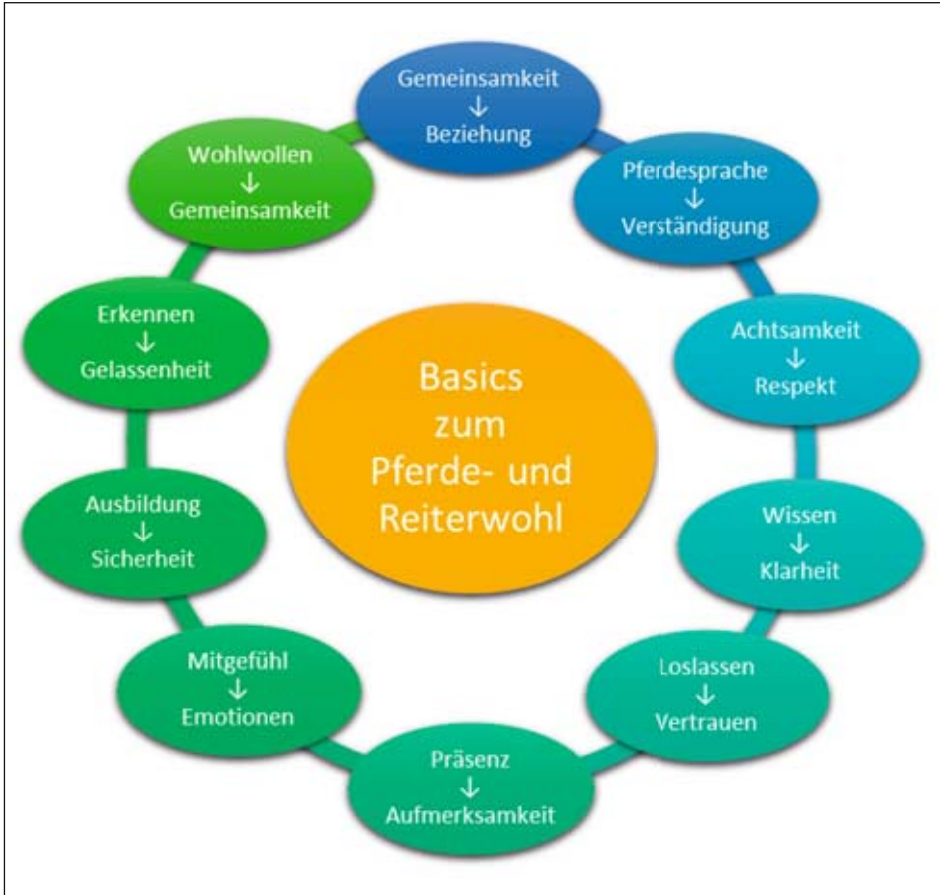 Gemeinsamkeit
↓
Beziehung
Pferdesprache
↓
Verständigung
Achtsamkeit
↓
Respekt
Wissen
↓
Klarheit
Loslassen
↓
Vertrauen
Präsenz
↓
Aufmerksamkeit
Mitgefühl
↓
Emotionen
Ausbildung
↓
Sicherheit
Erkennen
↓
Gelassenheit
Wohlwollen
↓
Gemeinsamkeit
Basics
zum
Pferde- und
Reiterwohl